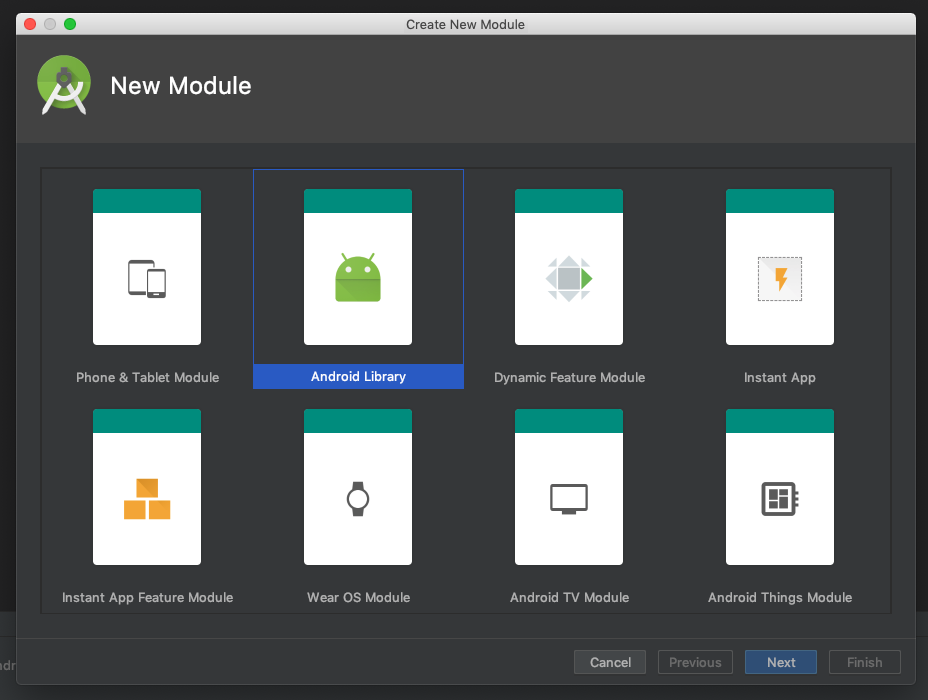 Create New Module
New Module
Phone & Tablet Module
Android Library
Dynamic Feature Module
Instant App
Instant App Feature Module
Wear OS Module
Android TV Module
Android Things Module
Cancel
Previous
Next
Finish